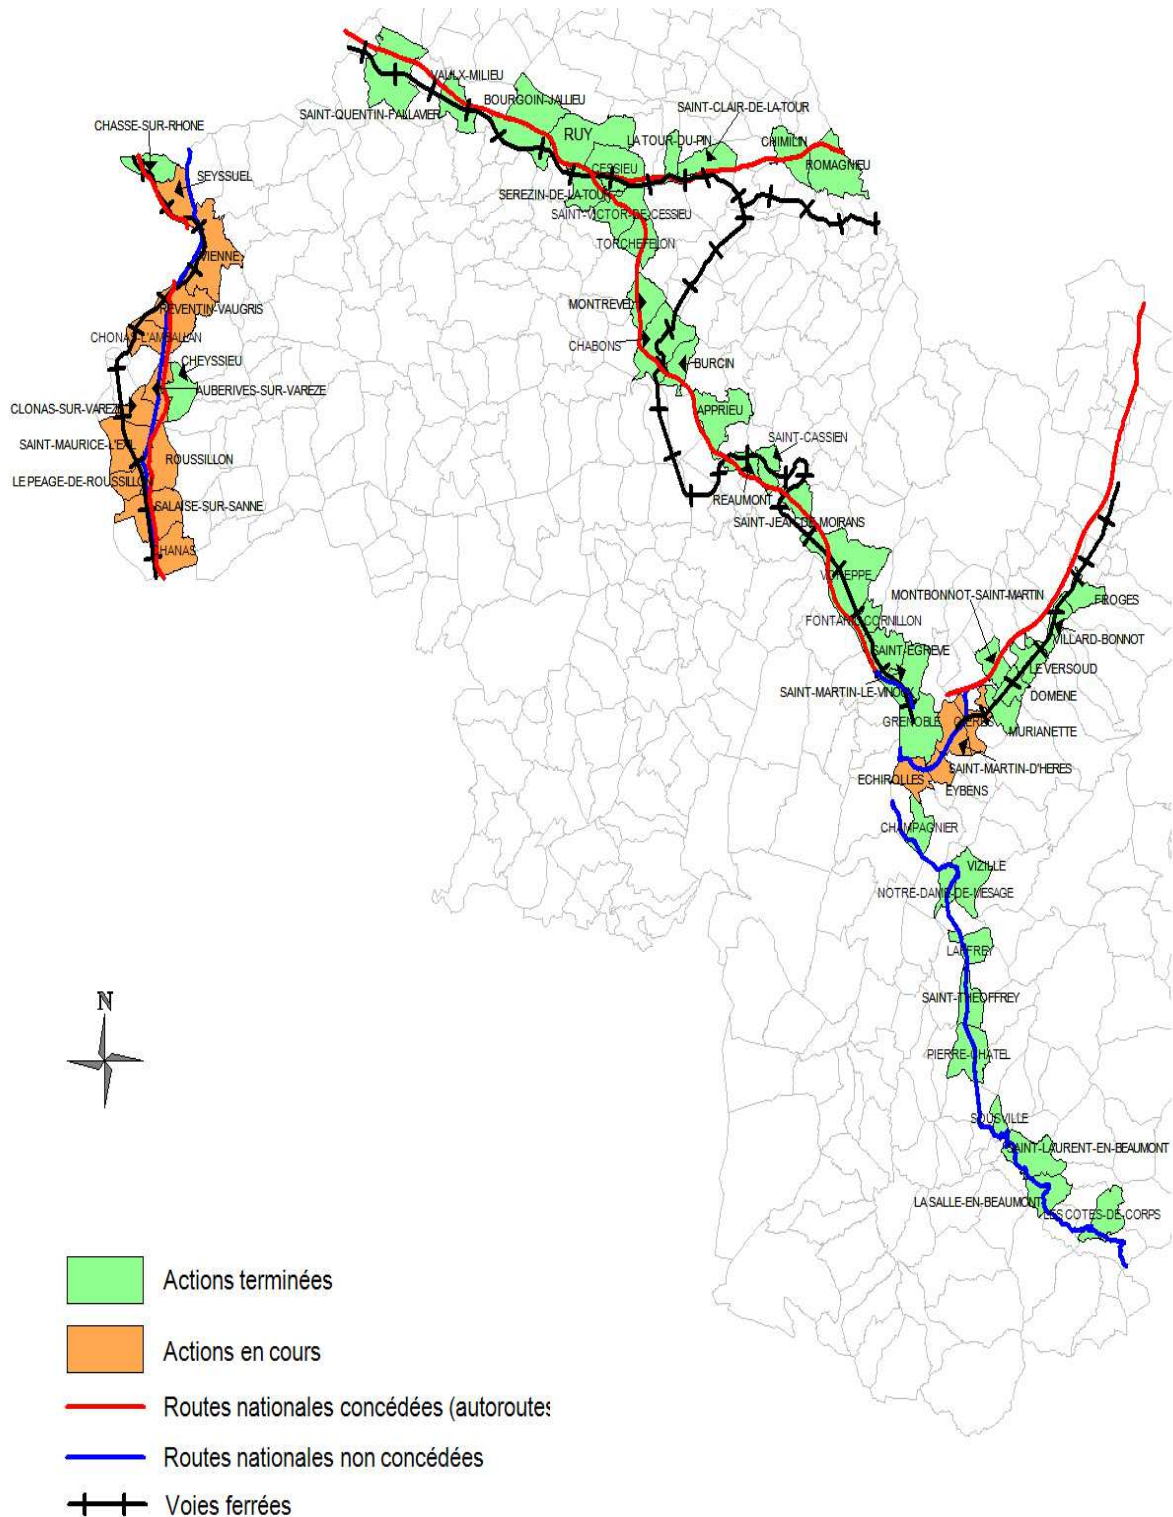 VAULX-MILIEU
BOURGOIN-JALLIEU
SAINT-QUENTIN-FALLAVIER
SAINT-CLAIR-DE-LA-TOUR
CHASSE-SUR-RHONE
RUY
LA TOUR-DU-PIN
CHIMILIN
ROMAGNIEU
CESSIEU
SEYSSUEL
SEREZIN-DE-LA-TOUR
SAINT-VICTOR-DE-CESSIEU
TORCHEFELON
VIENNE
MONTREVEL
REVENTIN-VAUGRIS
CHONAS-L'AMBALLAN
CHABONS
CHEYSSIEU
BURCIN
AUBERIVES-SUR-VAREZE
CLONAS-SUR-VAREZE
APPRIEU
SAINT-MAURICE-L'EXIL
SAINT-CASSIEN
ROUSSILLON
LE PEAGE-DE-ROUSSILLON
REAUMONT
SALAISE-SUR-SANNE
SAINT-JEAN-DE-MOIRANS
CHANAS
VOREPPE
MONTBONNOT-SAINT-MARTIN
FROGES
FONTANIL-CORNILLON
VILLARD-BONNOT
SAINT-EGREVE
LE VERSOUD
SAINT-MARTIN-LE-VINOUX
DOMENE
GRENOBLE
GIERES
MURIANETTE
SAINT-MARTIN-D'HERES
ECHIROLLES
EYBENS
CHAMPAGNIER
VIZILLE
NOTRE-DAME-DE-MESAGE
LAFFREY
SAINT-THEOFFREY
PIERRE-CHATEL
N
SOUSVILLE
SAINT-LAURENT-EN-BEAUMONT
LA SALLE-EN-BEAUMONT
LES COTES-DE-CORPS
Actions terminées
Actions en cours
Routes nationales concédées (autoroutes
Routes nationales non concédées
Voies ferrées